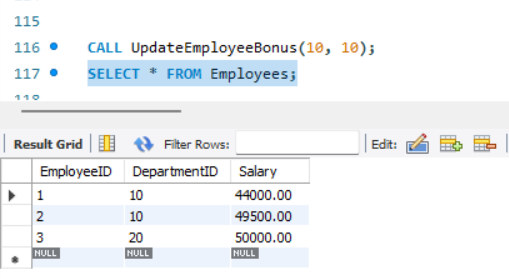 115
116 CALL UpdateEmployeeBonus(10, 10);
117 SELECT * FROM Employees;
118
Result Grid Filter Rows: Edit:
EmployeeID DepartmentID Salary
1 10 44000.00
2 10 49500.00
3 20 50000.00
NULL NULL NULL